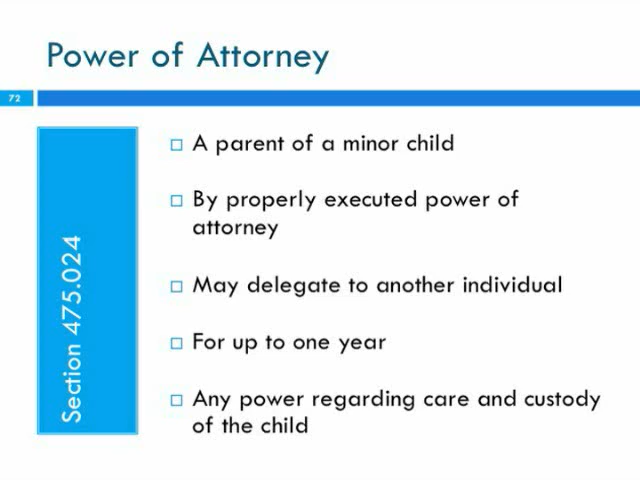 Power of Attorney
72
Section 475.024
A parent of a minor child
By properly executed power of
attorney
May delegate to another individual
For up to one year
Any power regarding care and custody
of the child